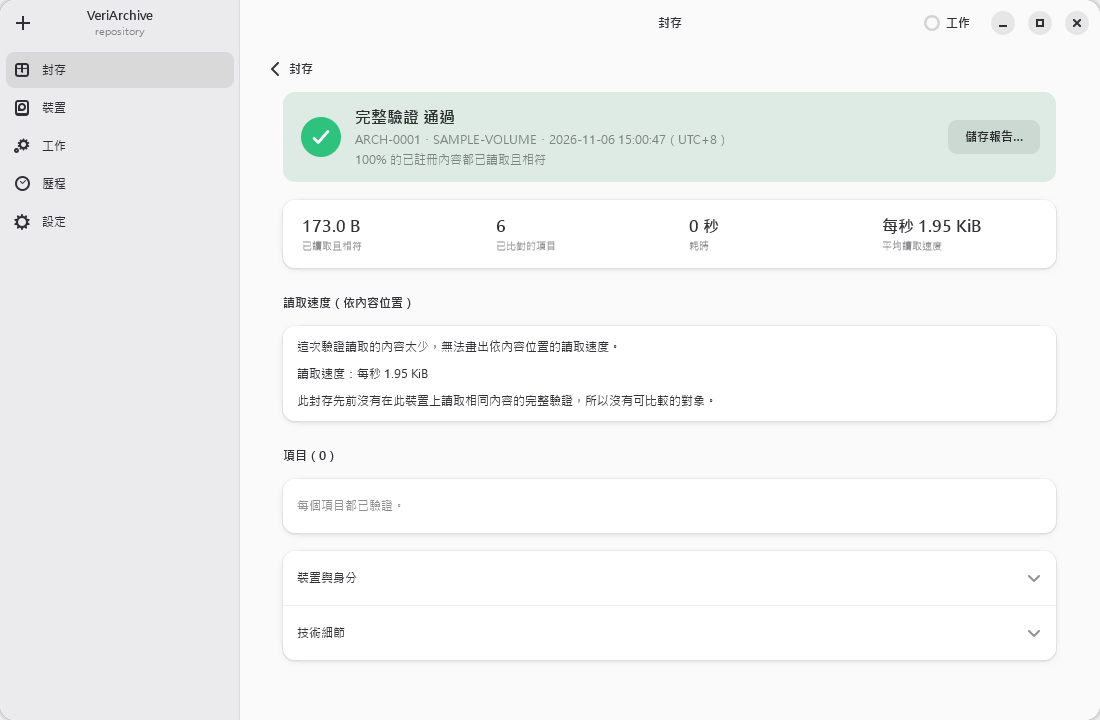 VeriArchive
repository
封存
裝置
工作
歷程
設定
封存
工作
封存
完整驗證 通過
ARCH-0001 · SAMPLE-VOLUME · 2026-11-06 15:00:47（UTC+8）
100% 的已註冊內容都已讀取且相符
儲存報告…
173.0 B
已讀取且相符
6
已比對的項目
0 秒
耗時
每秒 1.95 KiB
平均讀取速度
讀取速度（依內容位置）
這次驗證讀取的內容太少，無法畫出依內容位置的讀取速度。
讀取速度：每秒 1.95 KiB
此封存先前沒有在此裝置上讀取相同內容的完整驗證，所以沒有可比較的對象。
項目（0）
每個項目都已驗證。
裝置與身分
技術細節